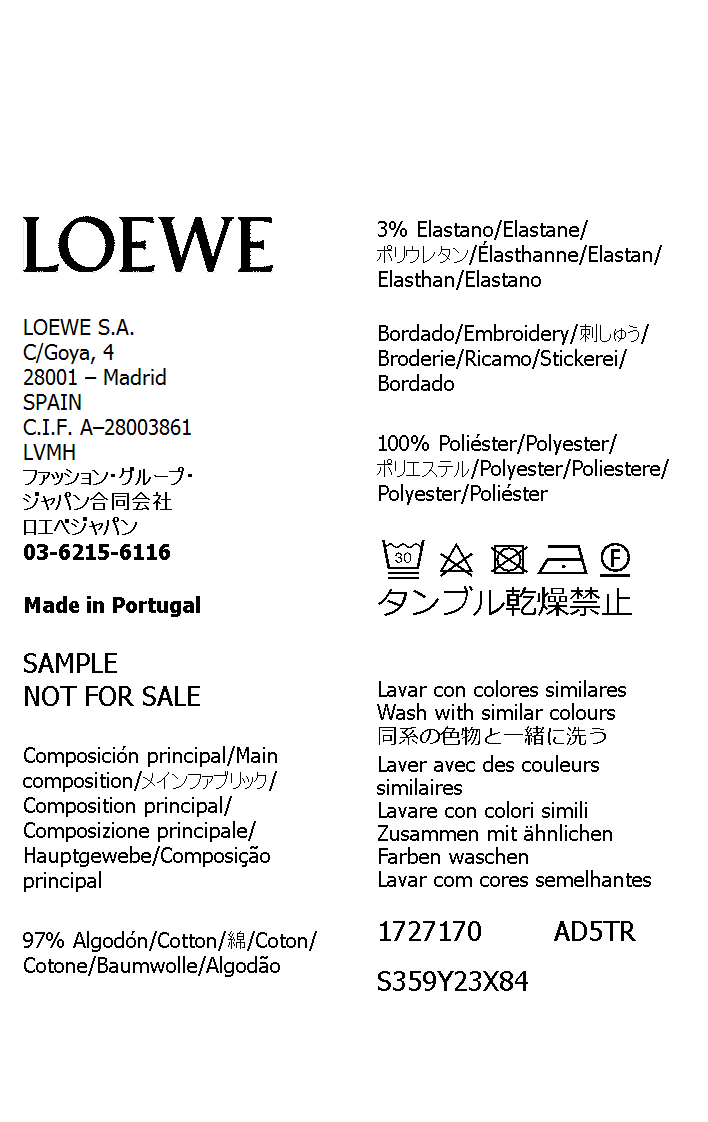 LOEWE
LOEWE S.A.
C/Goya, 4
28001 – Madrid
SPAIN
C.I.F. A–28003861
LVMH
ファッション・グループ・
ジャパン合同会社
ロエベジャパン
03-6215-6116
Made in Portugal
SAMPLE
NOT FOR SALE
Composición principal/Main
composition/メインファブリック/
Composition principal/
Composizione principale/
Hauptgewebe/Composição
principal
97% Algodón/Cotton/綿/Coton/
Cotone/Baumwolle/Algodão
3% Elastano/Elastane/
ポリウレタン/Élasthanne/Elastan/
Elasthan/Elastano
Bordado/Embroidery/刺しゅう/
Broderie/Ricamo/Stickerei/
Bordado
100% Poliéster/Polyester/
ポリエステル/Polyester/Poliestere/
Polyester/Poliéster
30 F
タンブル乾燥禁止
Lavar con colores similares
Wash with similar colours
同系の色物と一緒に洗う
Laver avec des couleurs
similaires
Lavare con colori simili
Zusammen mit ähnlichen
Farben waschen
Lavar com cores semelhantes
1727170 AD5TR
S359Y23X84